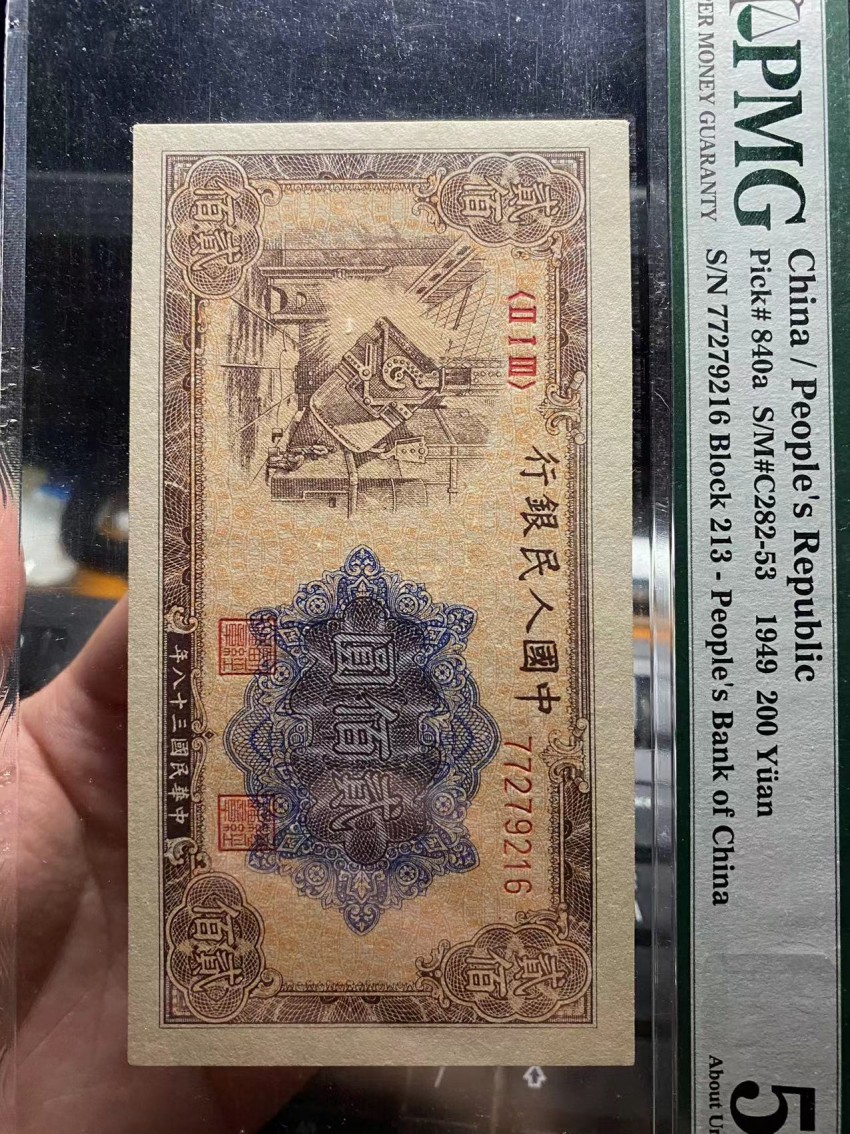 PMG
MONEY GUARANTY
China / People's Republic
Pick# 840a S/M#C282-53 1949 200 Yüan
S/N 77279216 Block 213 - People's Bank of China
5
About
貳佰
貳佰
〈II I III〉
中國人民銀行
77279216
貳佰圓
貳佰
貳佰
中華民國三十八年